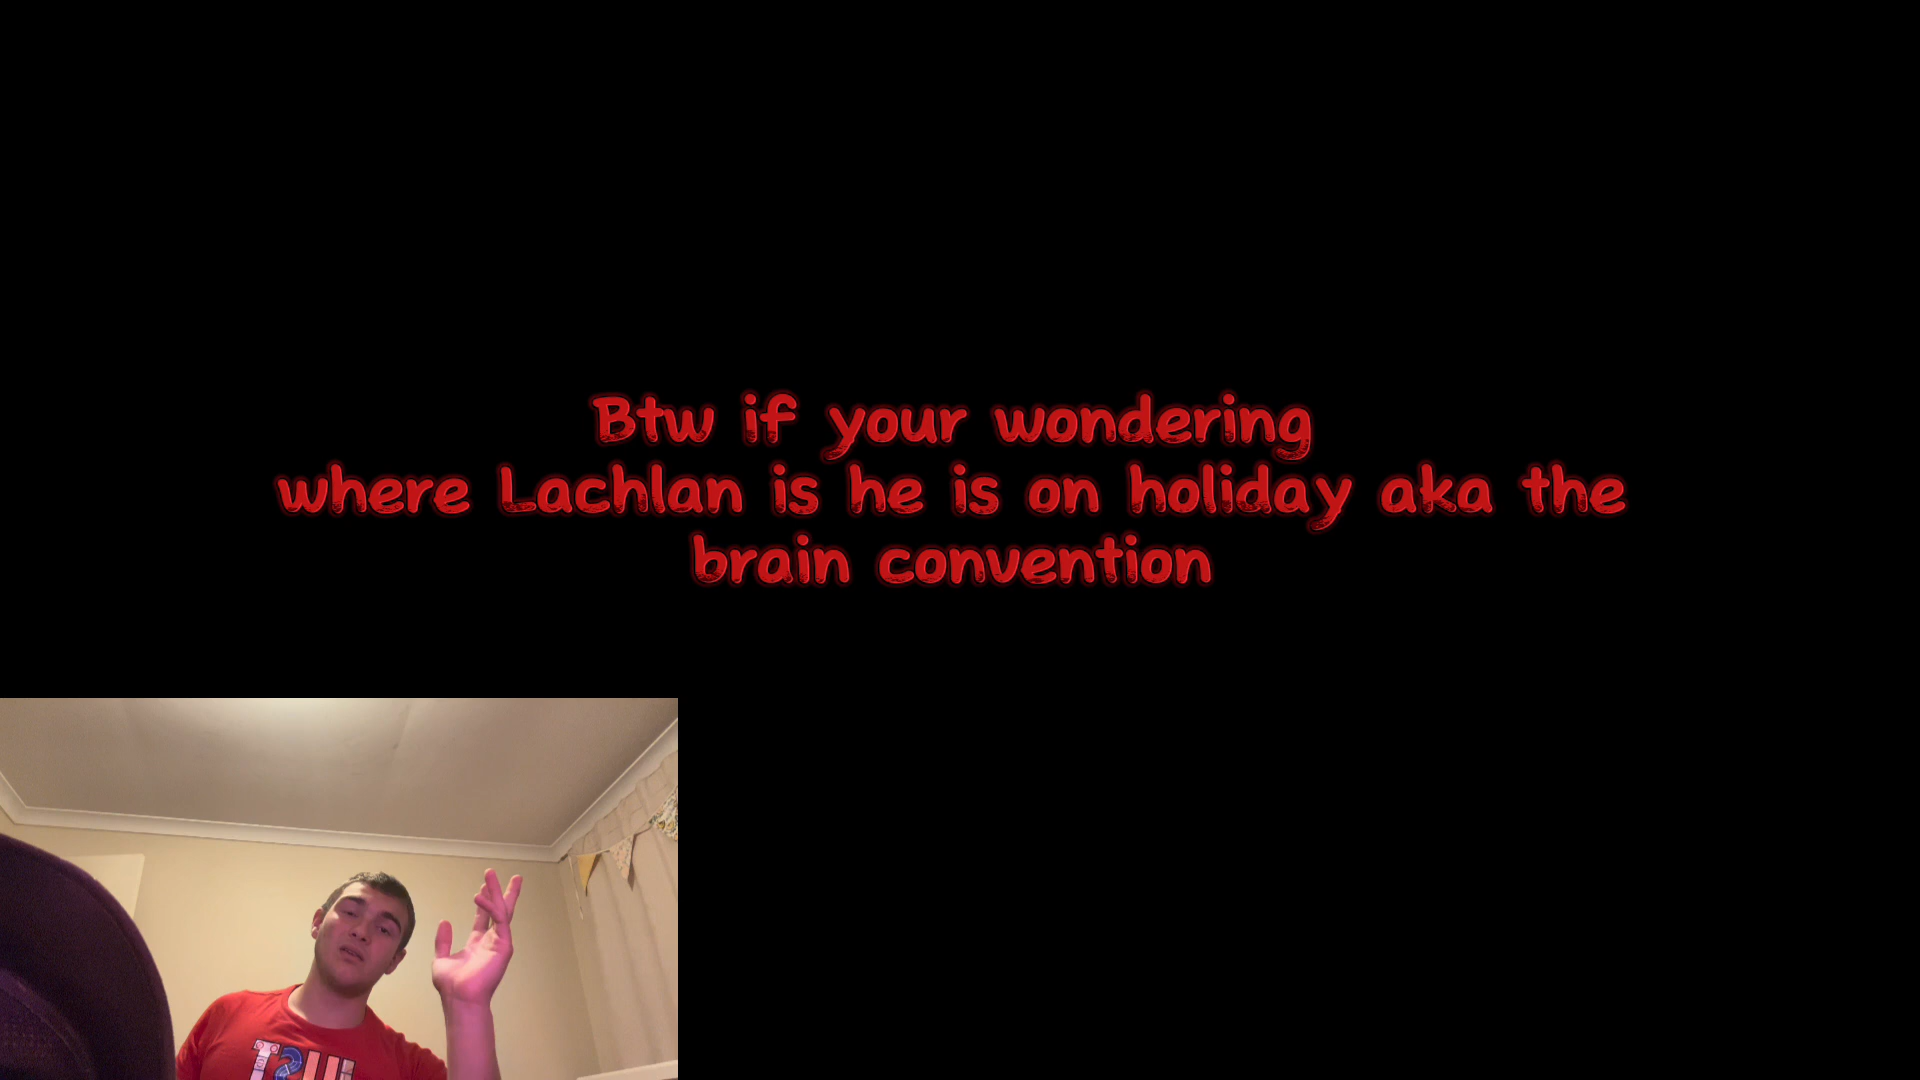 Btw if your wondering
where Lachlan is he is on holiday aka the
brain convention